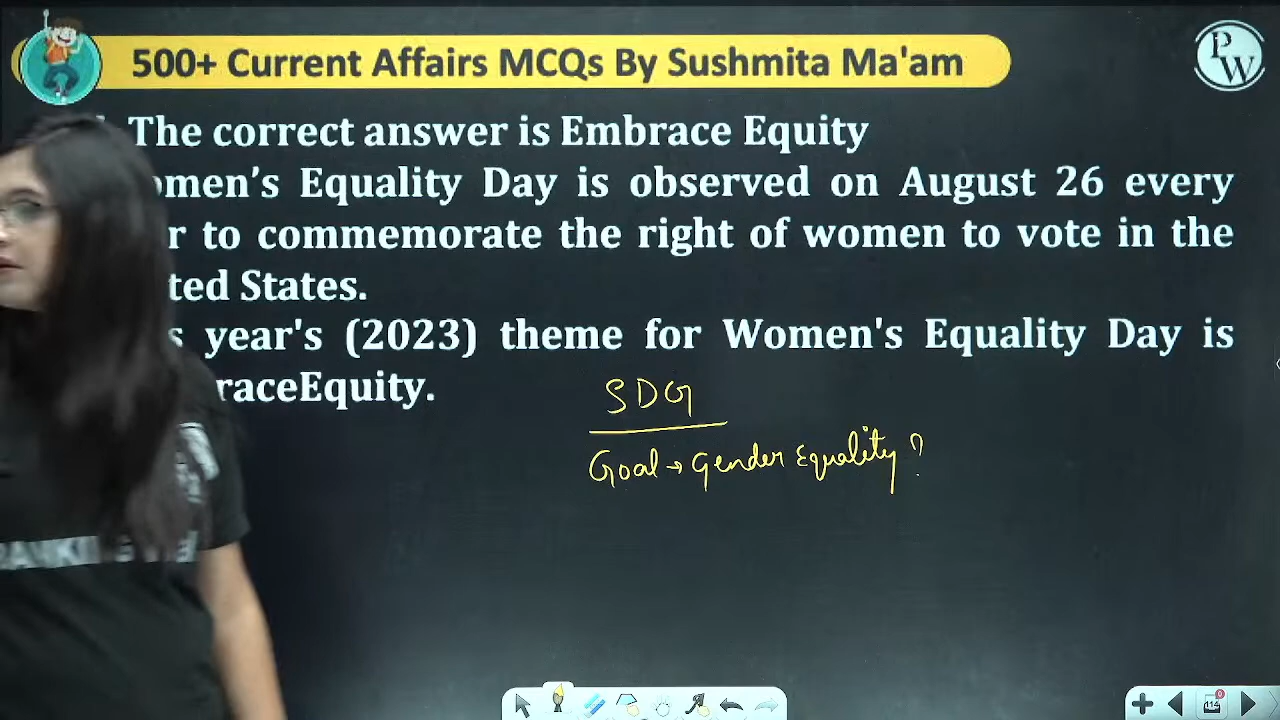 500+ Current Affairs MCQs By Sushmita Ma'am
PW
The correct answer is Embrace Equity
omen's Equality Day is observed on August 26 every
r to commemorate the right of women to vote in the
ted States.
s year's (2023) theme for Women's Equality Day is
raceEquity.
SDG
Goal → Gender Equality ?
114